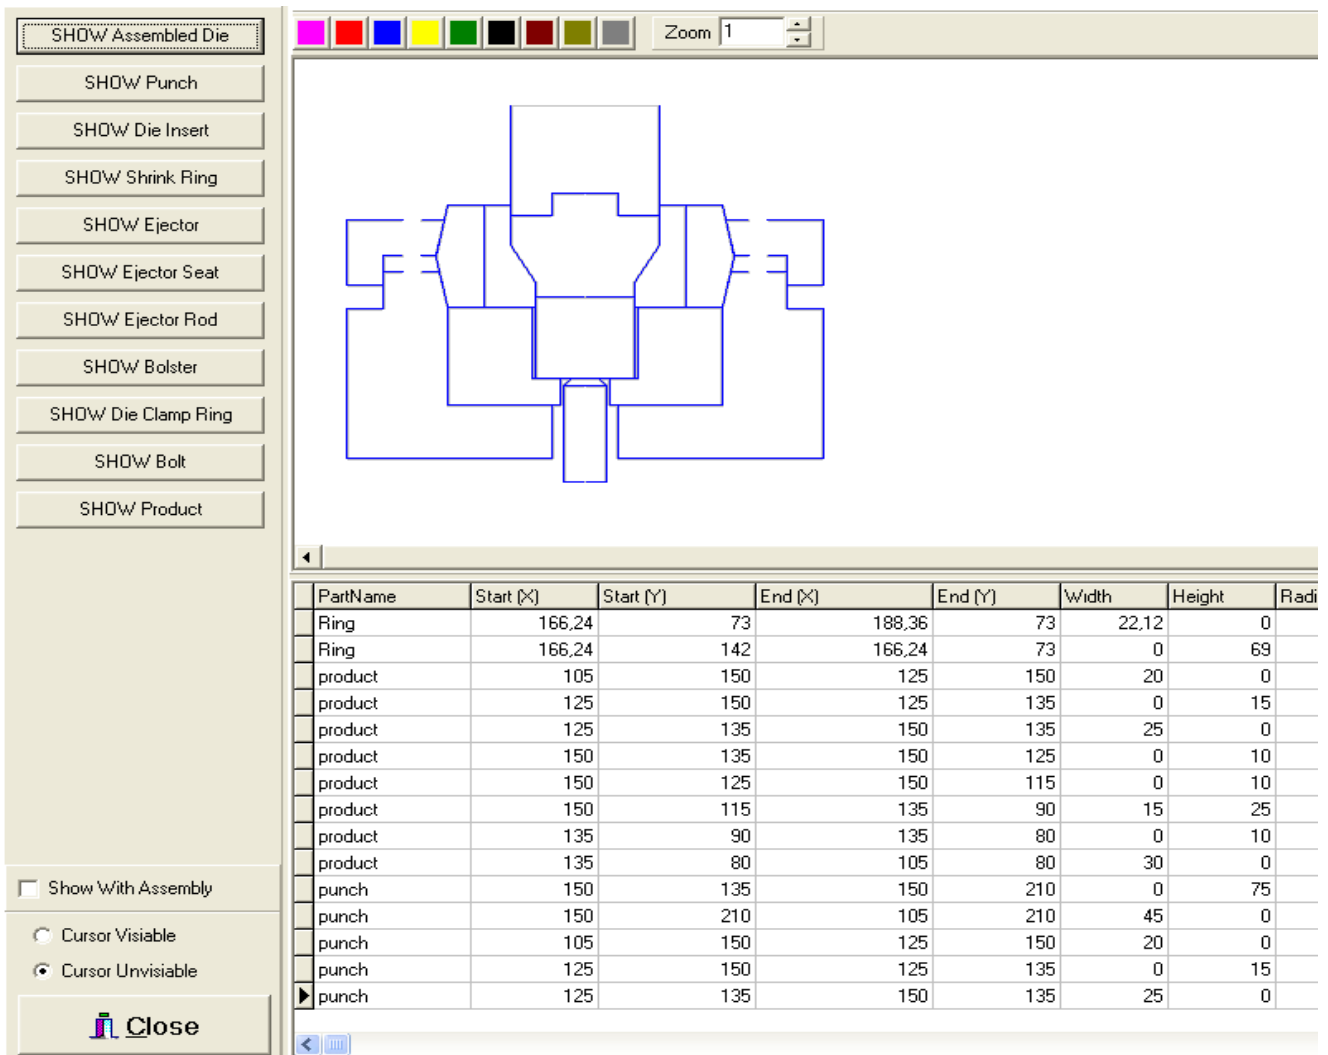 SHOW Assembled Die
SHOW Punch
SHOW Die Insert
SHOW Shrink Ring
SHOW Ejector
SHOW Ejector Seat
SHOW Ejector Rod
SHOW Bolster
SHOW Die Clamp Ring
SHOW Bolt
SHOW Product
Show With Assembly
Cursor Visiable
Cursor Unvisiable
Close
Zoom 1
PartName Start (X) Start (Y) End (X) End (Y) Width Height Radi
Ring 166,24 73 188,36 73 22,12 0
Ring 166,24 142 166,24 73 0 69
product 105 150 125 150 20 0
product 125 150 125 135 0 15
product 125 135 150 135 25 0
product 150 135 150 125 0 10
product 150 125 150 115 0 10
product 150 115 135 90 15 25
product 135 90 135 80 0 10
product 135 80 105 80 30 0
punch 150 135 150 210 0 75
punch 150 210 105 210 45 0
punch 105 150 125 150 20 0
punch 125 150 125 135 0 15
punch 125 135 150 135 25 0